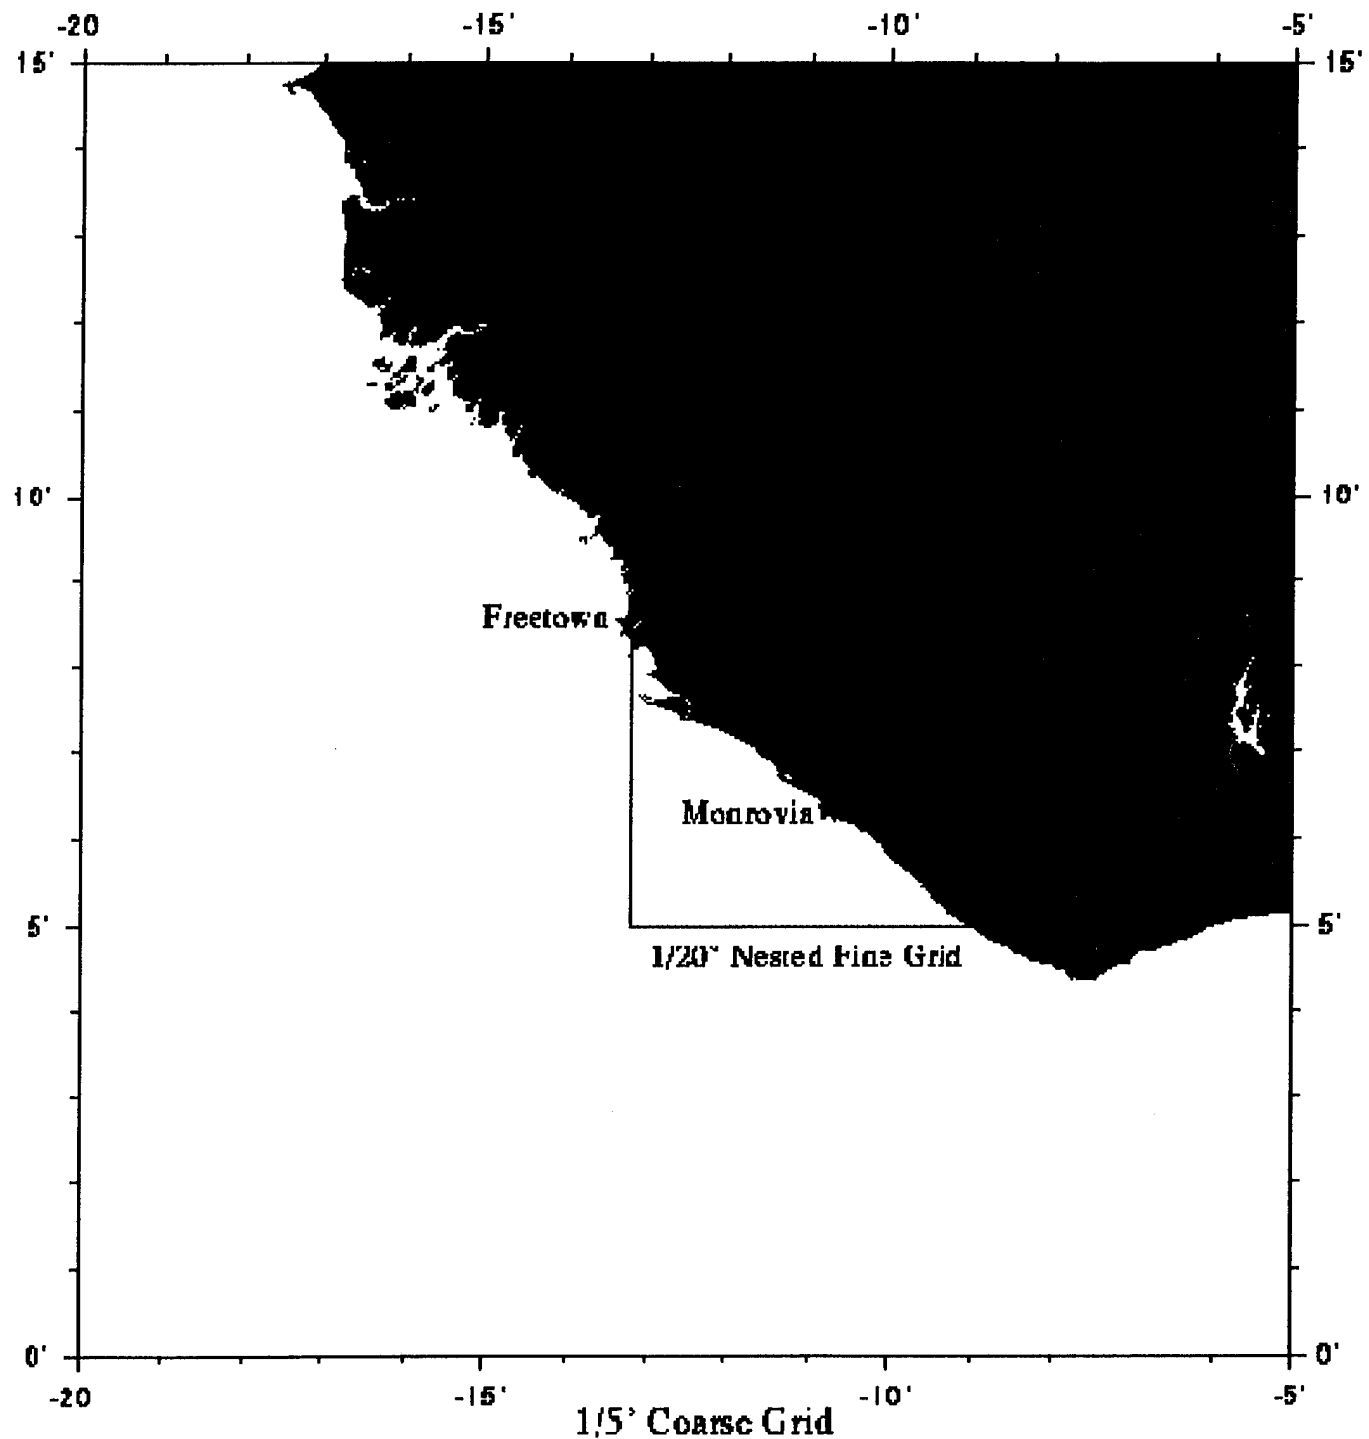 -20 -15' -10' -5'
15' 15'
10' 10'
Freetown
Monrovia
5' 5'
1/20° Nested Fine Grid
0' 0'
-20 -15' -10' -5'
1/5° Coarse Grid